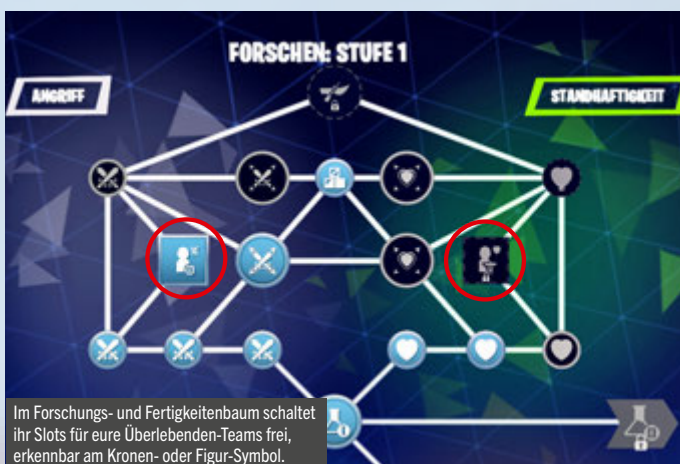 FORSCHEN: STUFE 1
ANGRIFF
STANDHAFTIGKEIT
Im Forschungs- und Fertigkeitenbaum schaltet
ihr Slots für eure Überlebenden-Teams frei,
erkennbar am Kronen- oder Figur-Symbol.